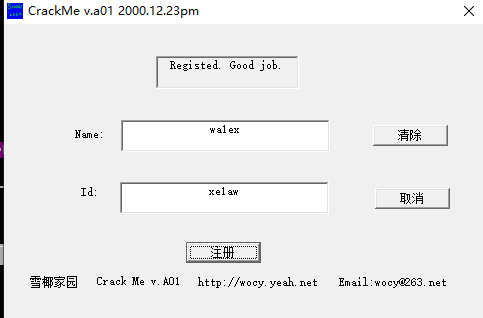 CrackMe v.a01 2000.12.23pm
Registed. Good job.
Name: walex 清除
Id: xelaw 取消
注册
雪椰家园 Crack Me v.A01 http://wocy.yeah.net Email:wocy@263.net